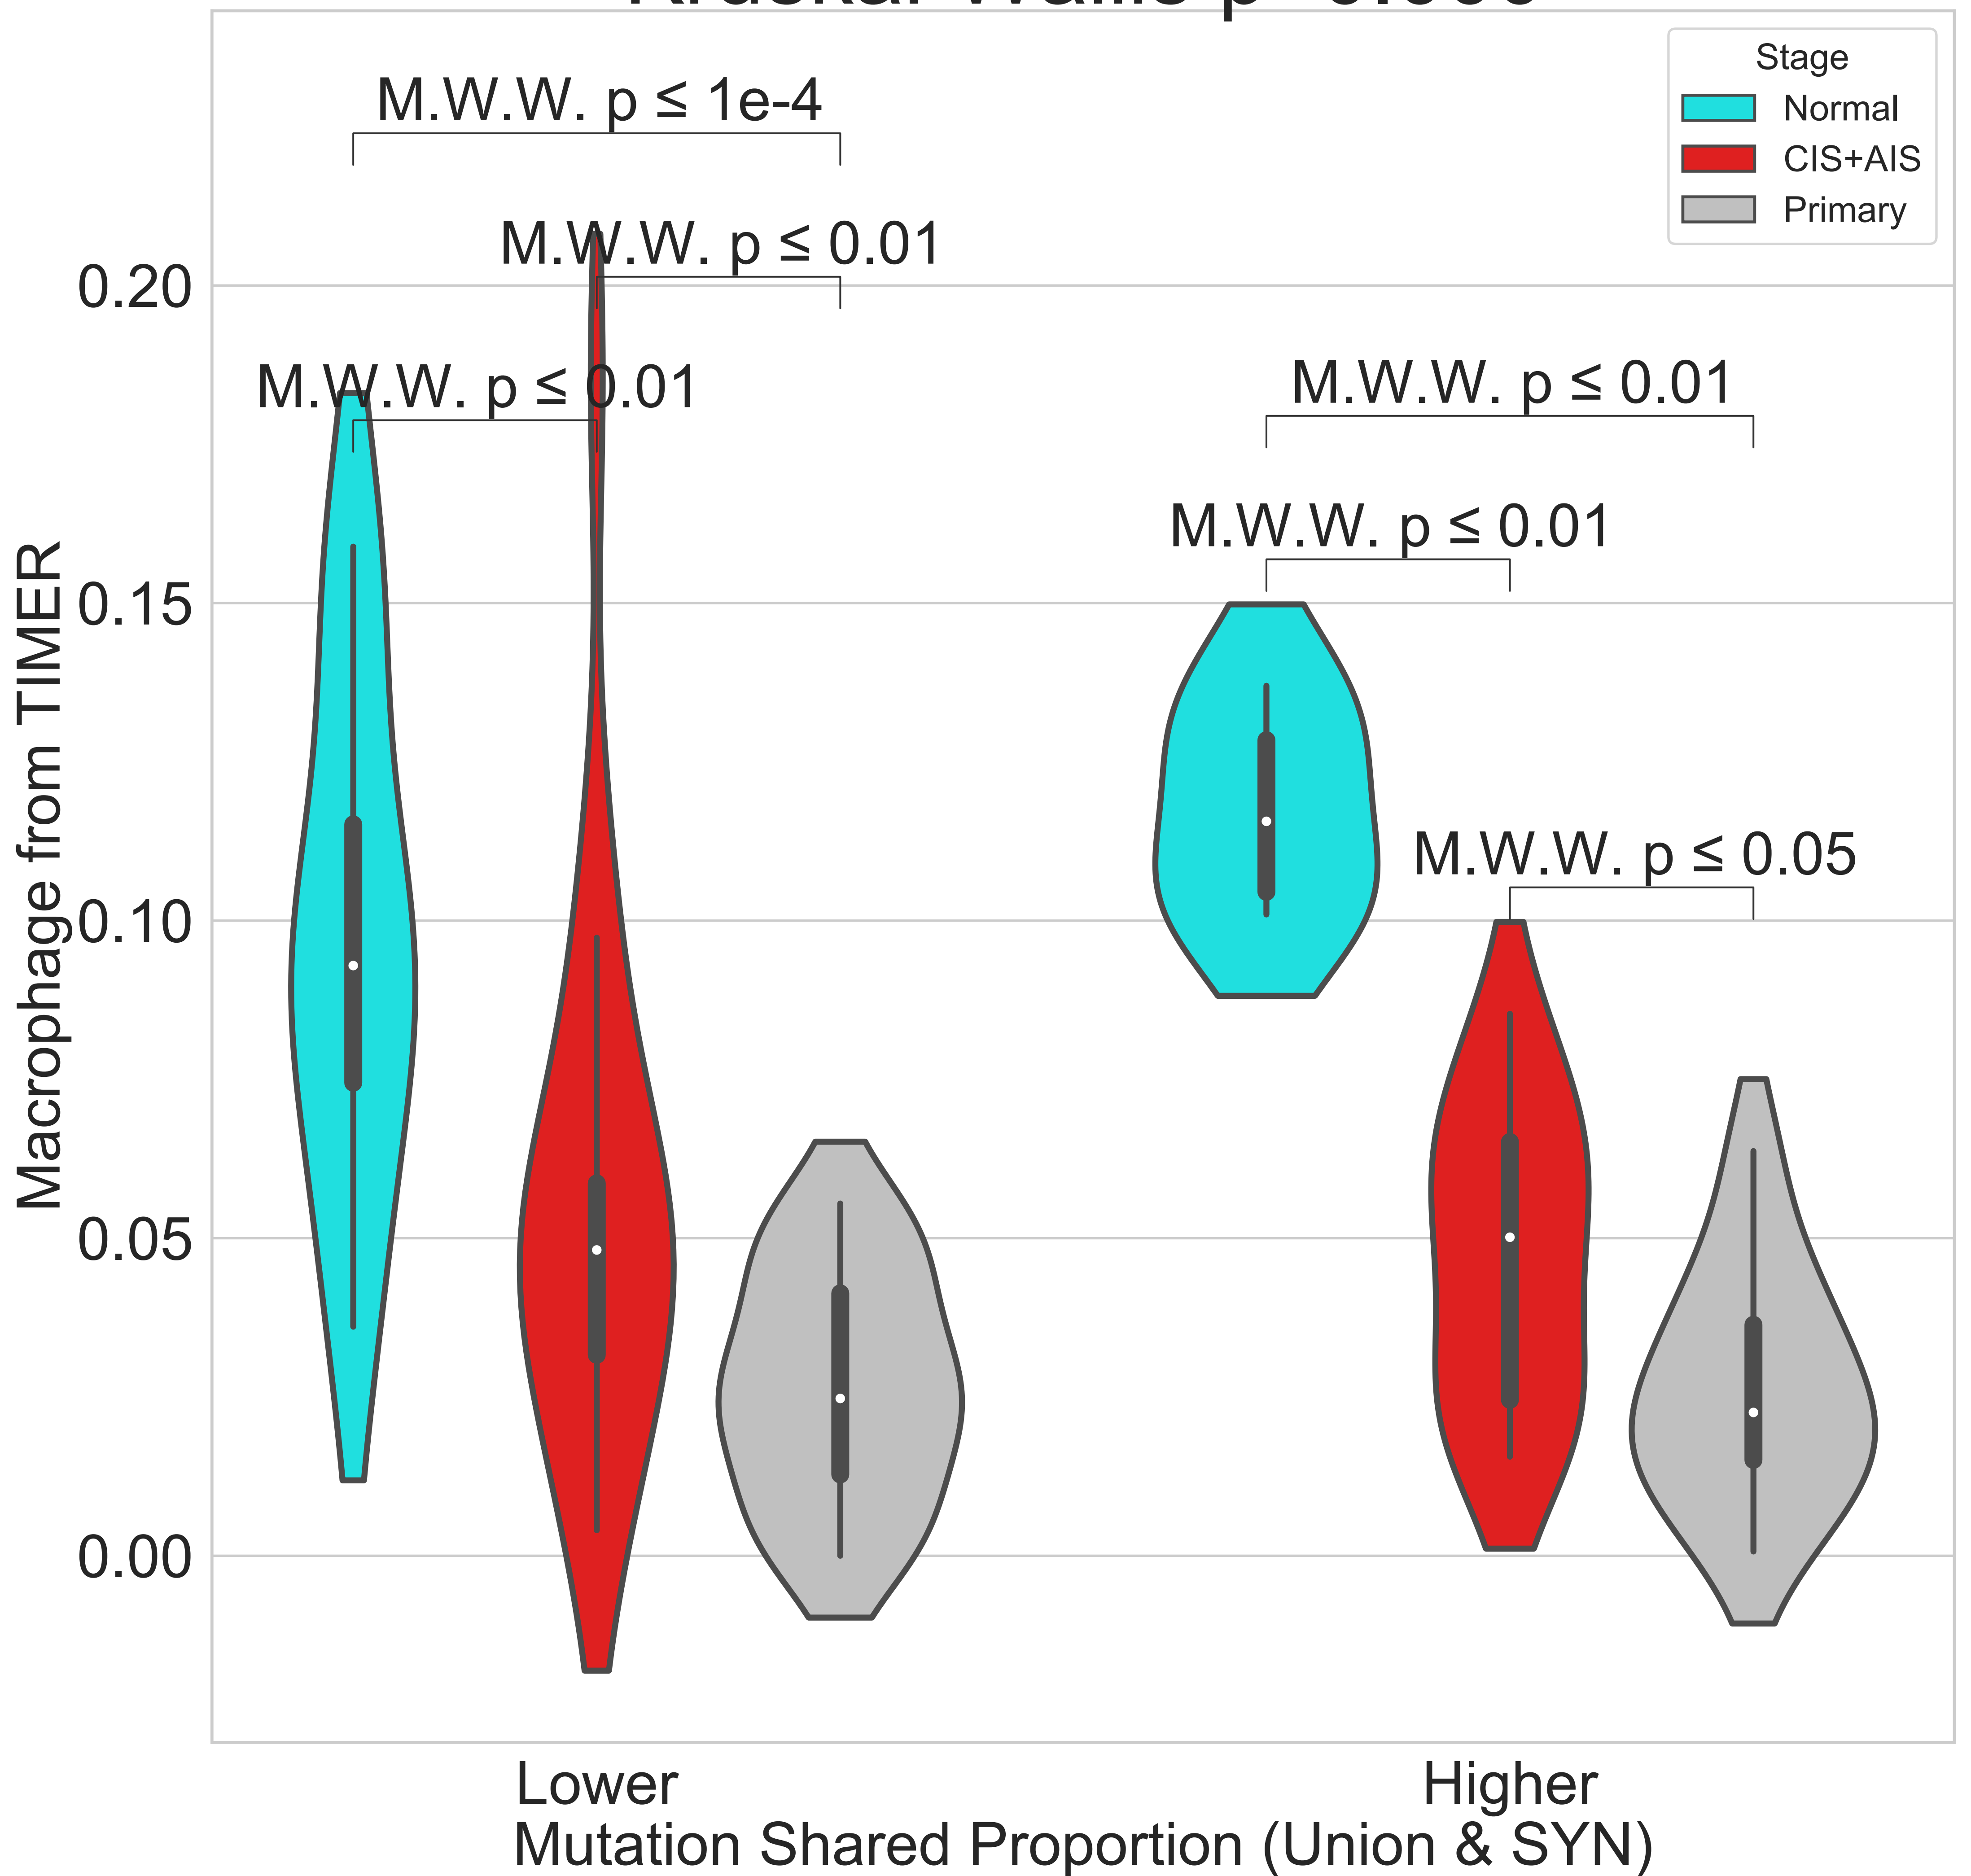 Stage
Normal
CIS+AIS
Primary
M.W.W. p ≤ 1e-4
M.W.W. p ≤ 0.01
M.W.W. p ≤ 0.01
M.W.W. p ≤ 0.01
M.W.W. p ≤ 0.01
M.W.W. p ≤ 0.05
Macrophage from TIMER
0.20
0.15
0.10
0.05
0.00
Lower
Higher
Mutation Shared Proportion (Union & SYN)